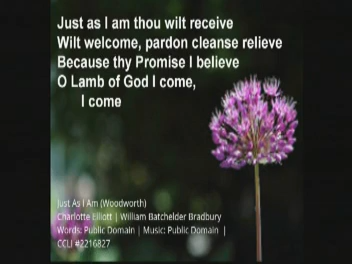 Just as I am thou wilt receive
Wilt welcome, pardon cleanse relieve
Because thy Promise I believe
O Lamb of God I come,
I come
Just As I Am (Woodworth)
Charlotte Elliott | William Batchelder Bradbury
Words: Public Domain | Music: Public Domain |
CCLI #2216827